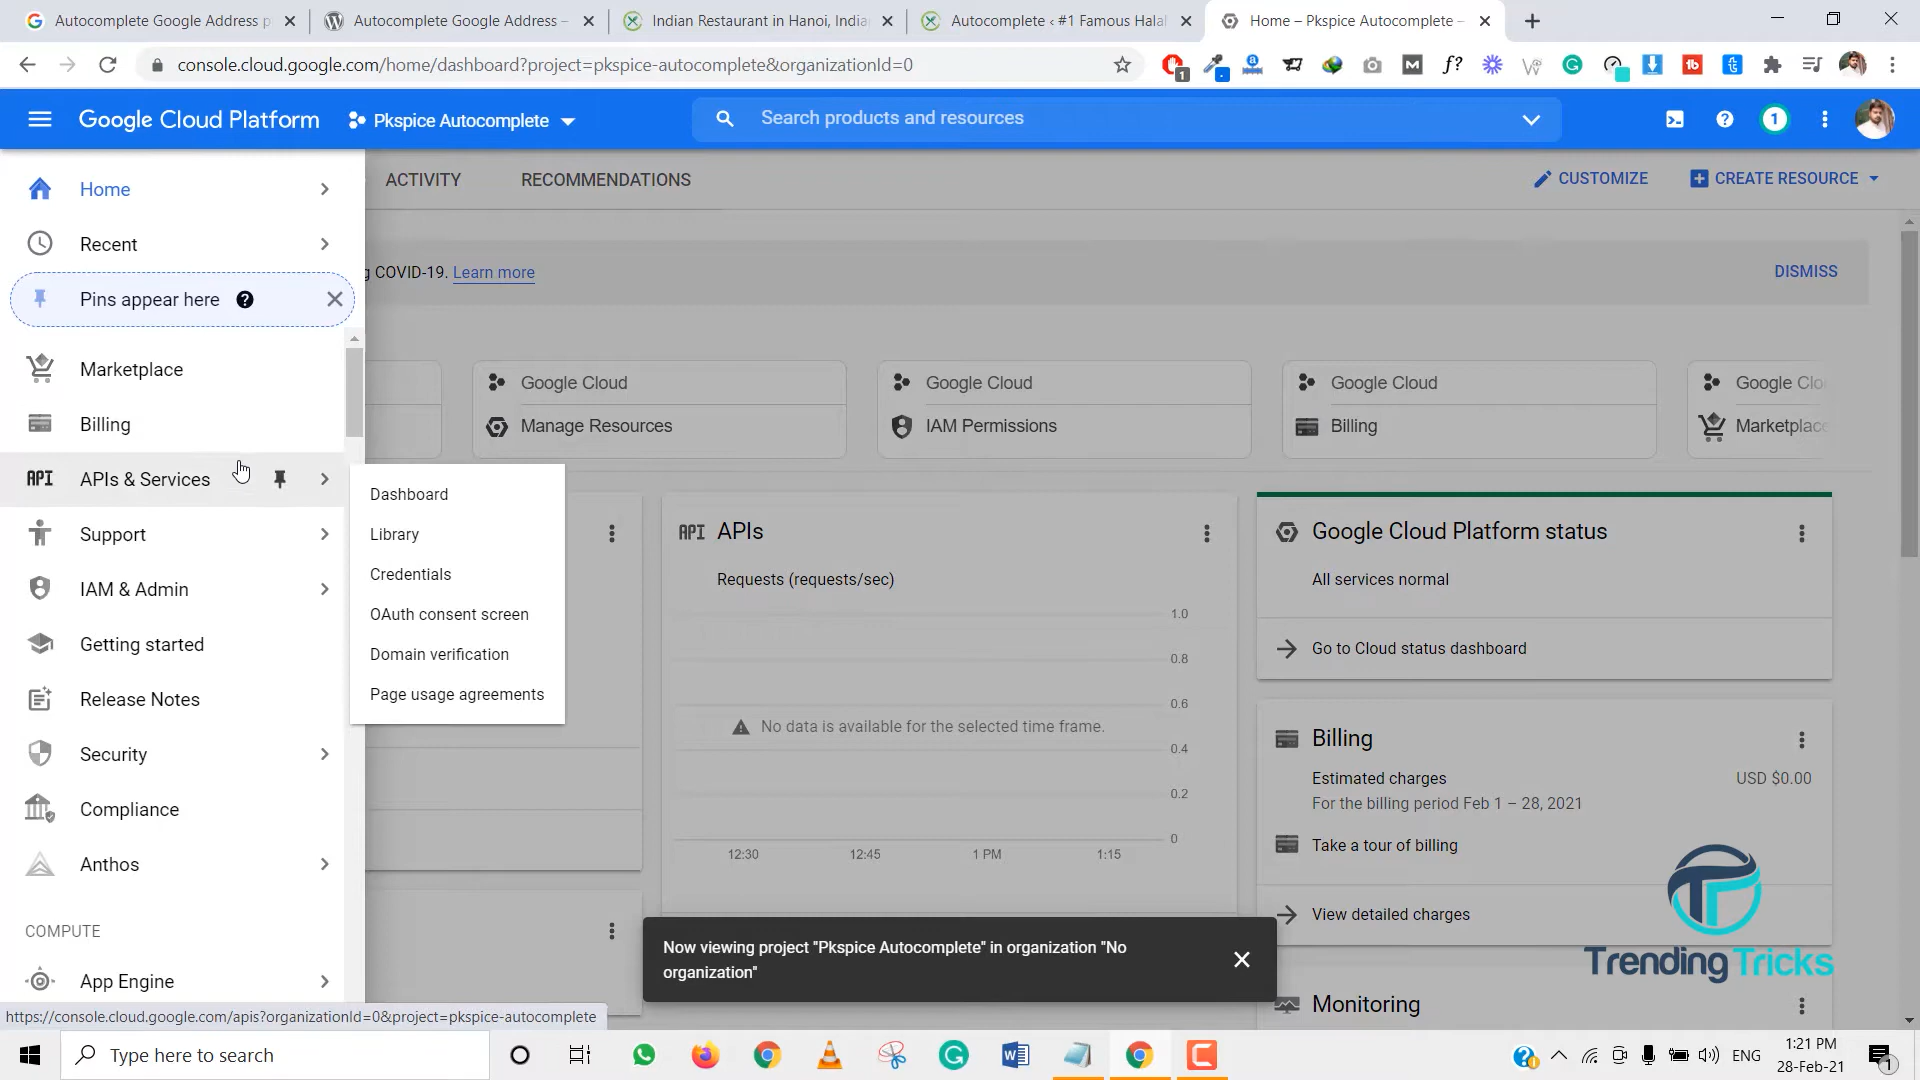 Autocomplete Google Address p
Autocomplete Google Address –
Indian Restaurant in Hanoi, India
Autocomplete ‹ #1 Famous Halal
Home – Pkspice Autocomplete –
console.cloud.google.com/home/dashboard?project=pkspice-autocomplete&organizationId=0
Google Cloud Platform
Pkspice Autocomplete
Search products and resources
1
Home
ACTIVITY
RECOMMENDATIONS
CUSTOMIZE
CREATE RESOURCE
Recent
g COVID-19. Learn more
DISMISS
Pins appear here
Marketplace
Google Cloud
Manage Resources
Google Cloud
IAM Permissions
Google Cloud
Billing
Google Clo
Marketplace
Billing
API APIs & Services
Dashboard
Library
Credentials
OAuth consent screen
Domain verification
Page usage agreements
Support
IAM & Admin
Getting started
Release Notes
Security
Compliance
Anthos
COMPUTE
App Engine
API APIs
Requests (requests/sec)
1.0
0.8
0.6
0.4
0.2
0
No data is available for the selected time frame.
12:30
12:45
1 PM
1:15
Google Cloud Platform status
All services normal
Go to Cloud status dashboard
Billing
Estimated charges
USD $0.00
For the billing period Feb 1 – 28, 2021
Take a tour of billing
View detailed charges
Trending Tricks
Monitoring
Now viewing project "Pkspice Autocomplete" in organization "No
organization"
https://console.cloud.google.com/apis?organizationId=0&project=pkspice-autocomplete
Type here to search
ENG
1:21 PM
28-Feb-21
1